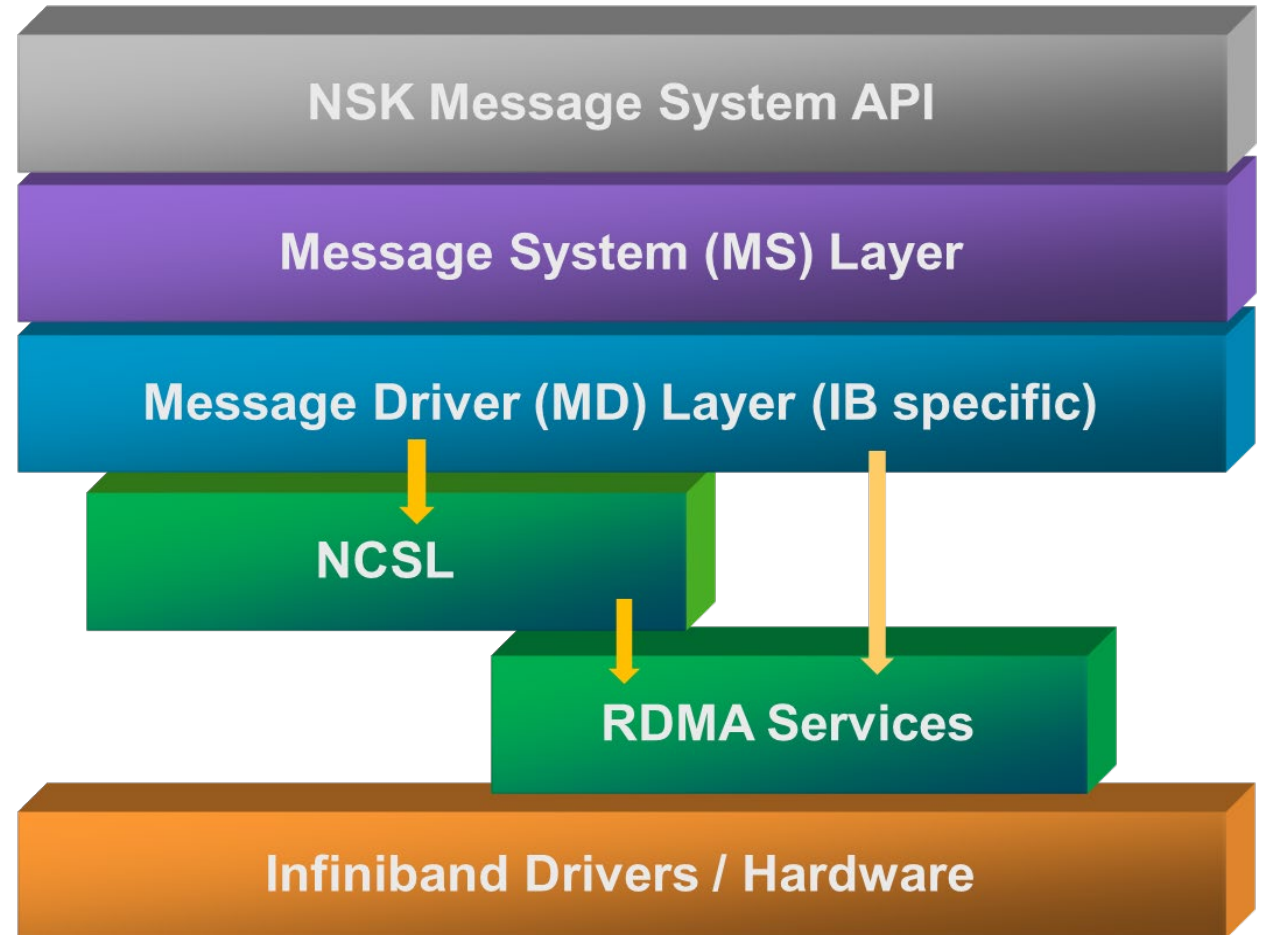 NSK Message System API
Message System (MS) Layer
Message Driver (MD) Layer (IB specific)
NCSL
RDMA Services
Infiniband Drivers / Hardware